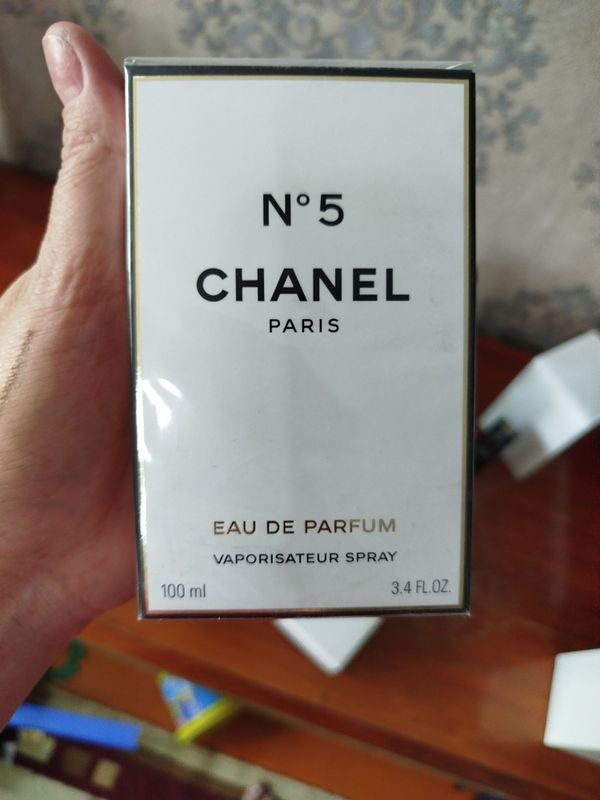 N°5
CHANEL
PARIS
EAU DE PARFUM
VAPORISATEUR SPRAY
100 ml
3.4 FL.OZ.